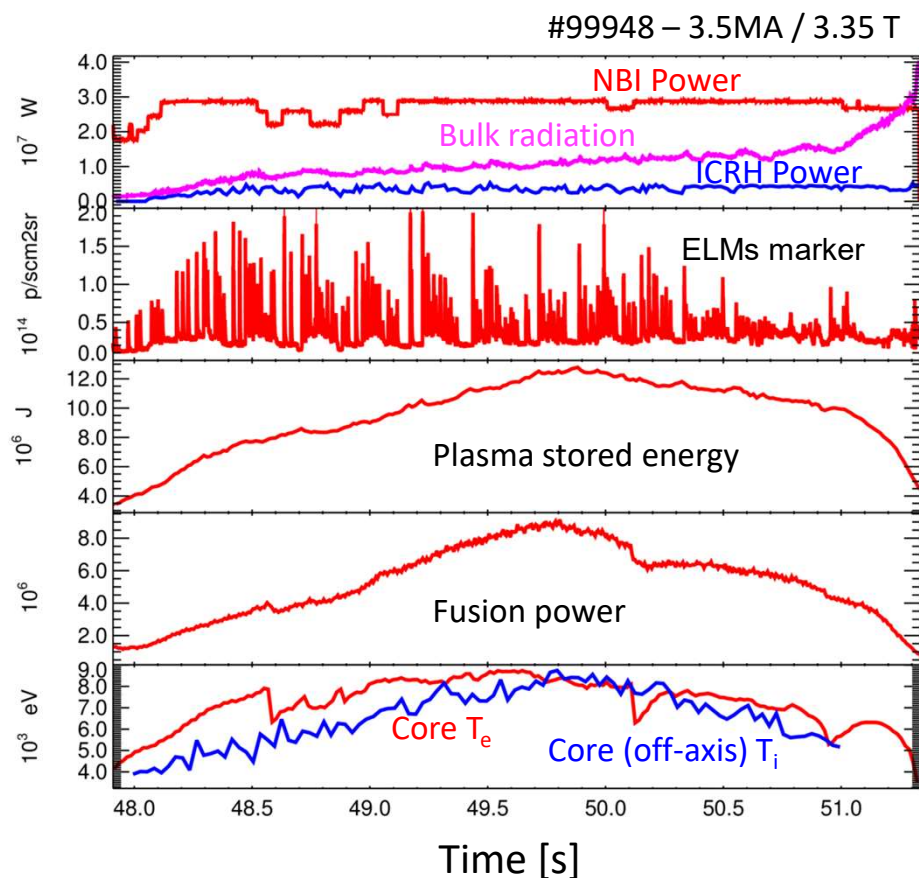 #99948 – 3.5MA / 3.35 T
4.0
3.0
2.0
1.0
0.0
10⁷ W
NBI Power
Bulk radiation
ICRH Power
2.0
1.5
1.0
0.5
0.0
10¹⁴ p/scm2sr
ELMs marker
12.0
10.0
8.0
6.0
4.0
10⁶ J
Plasma stored energy
8.0
6.0
4.0
2.0
10⁶
Fusion power
9.0
8.0
7.0
6.0
5.0
4.0
10³ eV
Core Tₑ
Core (off-axis) Tᵢ
48.0 48.5 49.0 49.5 50.0 50.5 51.0
Time [s]